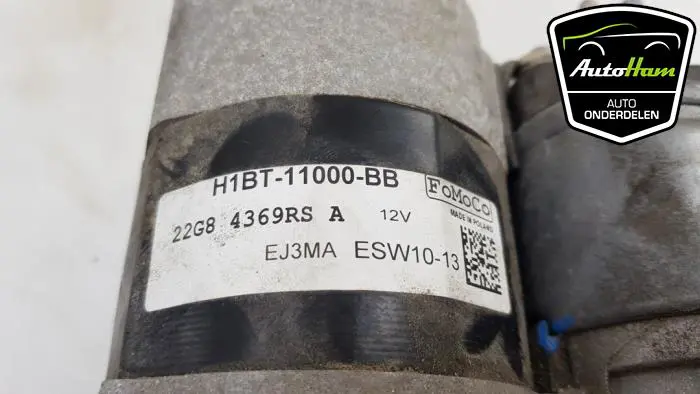 AutoHam
AUTO
ONDERDELEN
H1BT-11000-BB
FoMoCo
MADE IN POLAND
22G8 4369RS A 12V
EJ3MA ESW10-13